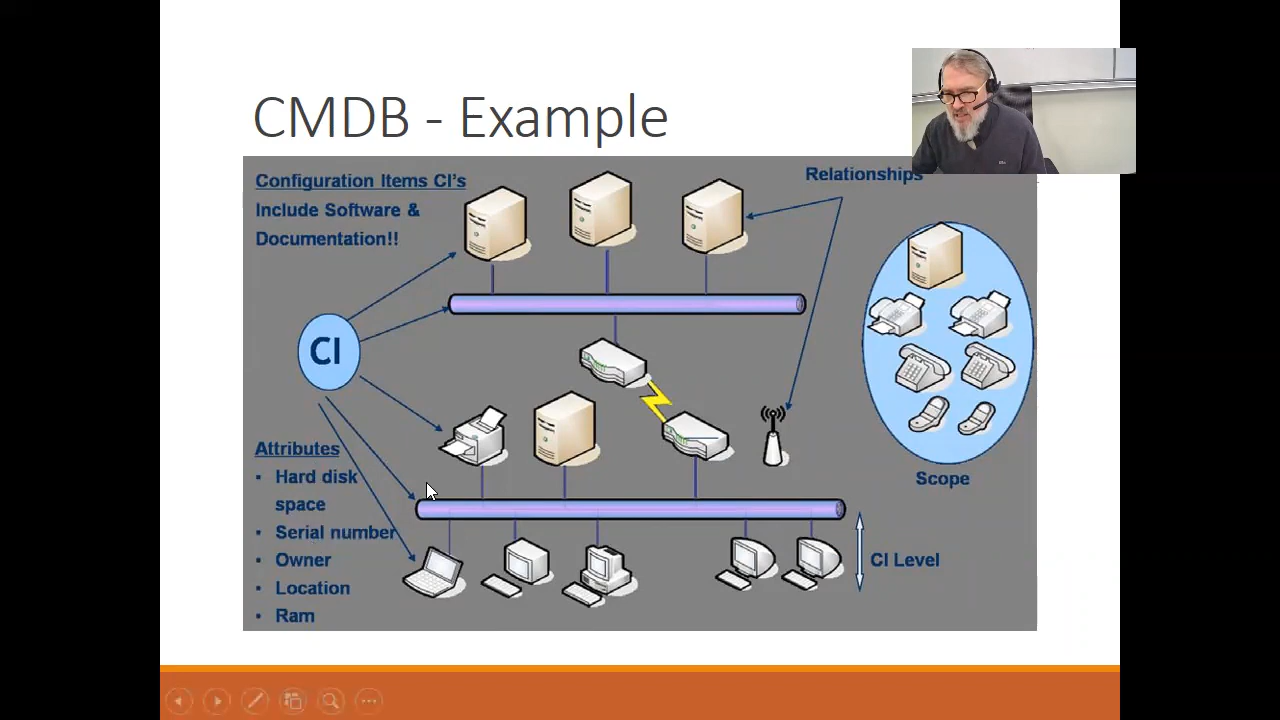 CMDB - Example
Configuration Items CI's
Include Software &
Documentation!!
Relationships
CI
Attributes
• Hard disk
space
• Serial number
• Owner
• Location
• Ram
Scope
CI Level